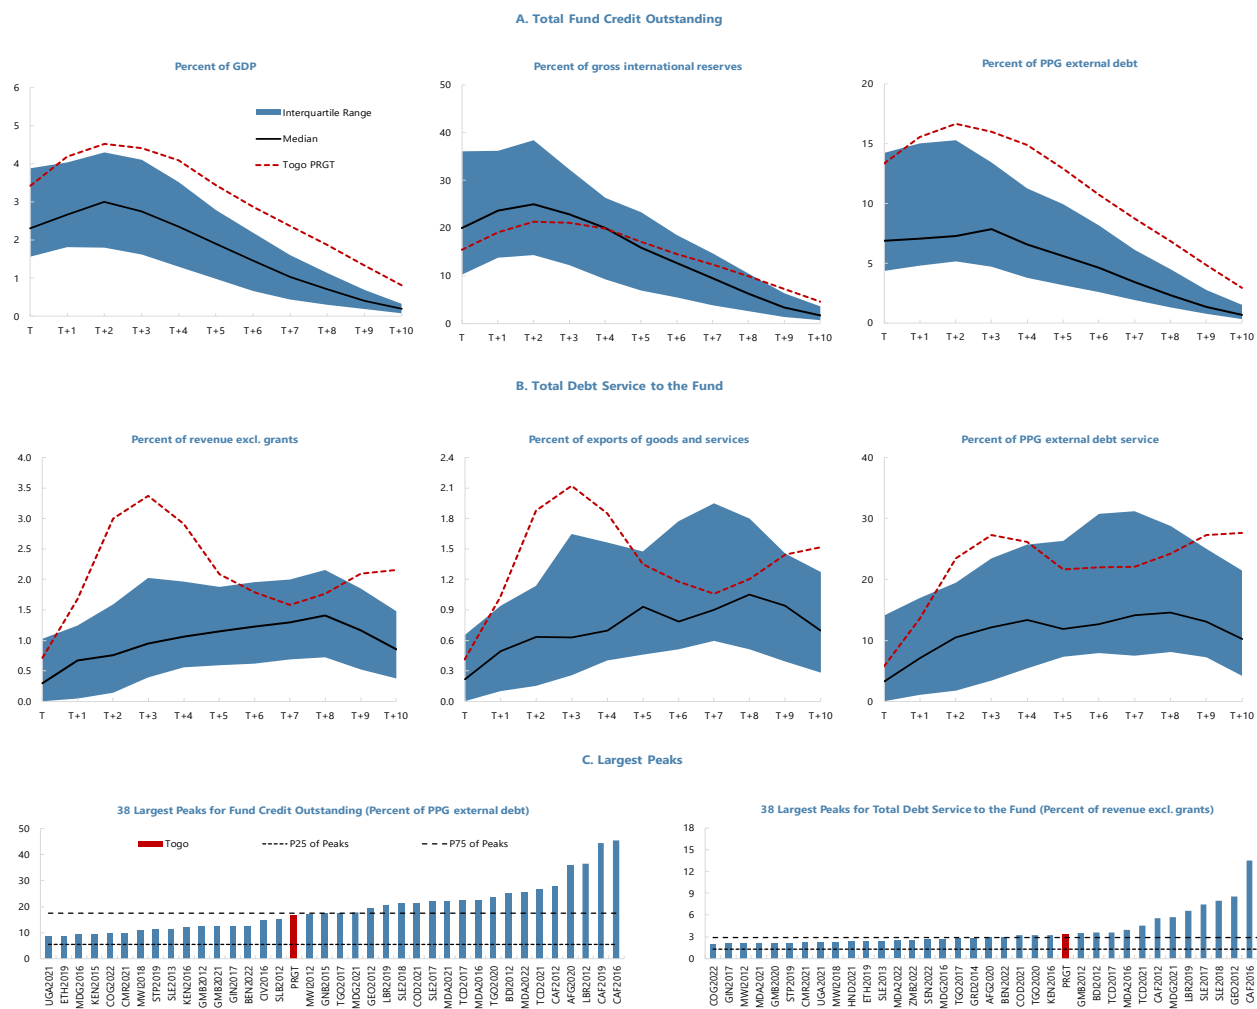 A. Total Fund Credit Outstanding
Percent of GDP
6
5
4
3
2
1
0
T T+1 T+2 T+3 T+4 T+5 T+6 T+7 T+8 T+9 T+10
Interquartile Range
Median
Togo PRGT
Percent of gross international reserves
50
40
30
20
10
0
T T+1 T+2 T+3 T+4 T+5 T+6 T+7 T+8 T+9 T+10
Percent of PPG external debt
20
15
10
5
0
T T+1 T+2 T+3 T+4 T+5 T+6 T+7 T+8 T+9 T+10
B. Total Debt Service to the Fund
Percent of revenue excl. grants
4.0
3.5
3.0
2.5
2.0
1.5
1.0
0.5
0.0
T T+1 T+2 T+3 T+4 T+5 T+6 T+7 T+8 T+9 T+10
Percent of exports of goods and services
2.4
2.1
1.8
1.5
1.2
0.9
0.6
0.3
0.0
T T+1 T+2 T+3 T+4 T+5 T+6 T+7 T+8 T+9 T+10
Percent of PPG external debt service
40
30
20
10
0
T T+1 T+2 T+3 T+4 T+5 T+6 T+7 T+8 T+9 T+10
C. Largest Peaks
38 Largest Peaks for Fund Credit Outstanding (Percent of PPG external debt)
50
40
30
20
10
0
Togo
P25 of Peaks
P75 of Peaks
UGA2021
ETH2019
MDG2016
KEN2015
COG2022
CMR2021
MWI2018
STP2019
SLE2013
KEN2016
GMB2012
GMB2021
GIN2017
BEN2022
CIV2016
SLB2012
PRGT
MWI2012
GNB2015
TGO2017
MDG2021
GEO2012
LBR2019
SLE2018
COD2021
SLE2017
MDA2021
TCD2017
MDA2016
TGO2020
BDI2012
MDA2022
TCD2021
CAF2012
AFG2020
LBR2012
CAF2019
CAF2016
38 Largest Peaks for Total Debt Service to the Fund (Percent of revenue excl. grants)
18
15
12
9
6
3
0
COG2022
GIN2017
MWI2012
MDA2021
GMB2016
STP2019
UGA2021
MWI2018
HND2021
ETH2019
SLE2013
MDA2022
ZMB2022
SEN2022
MDG2016
TGO2017
GRD2014
AFG2020
BEN2022
COD2021
TGO2020
KEN2016
PRGT
GMB2012
BDI2012
TCD2017
MDA2016
TCD2021
CAF2012
MDG2021
LBR2019
SLE2017
SLE2018
GEO2012
CAF2016